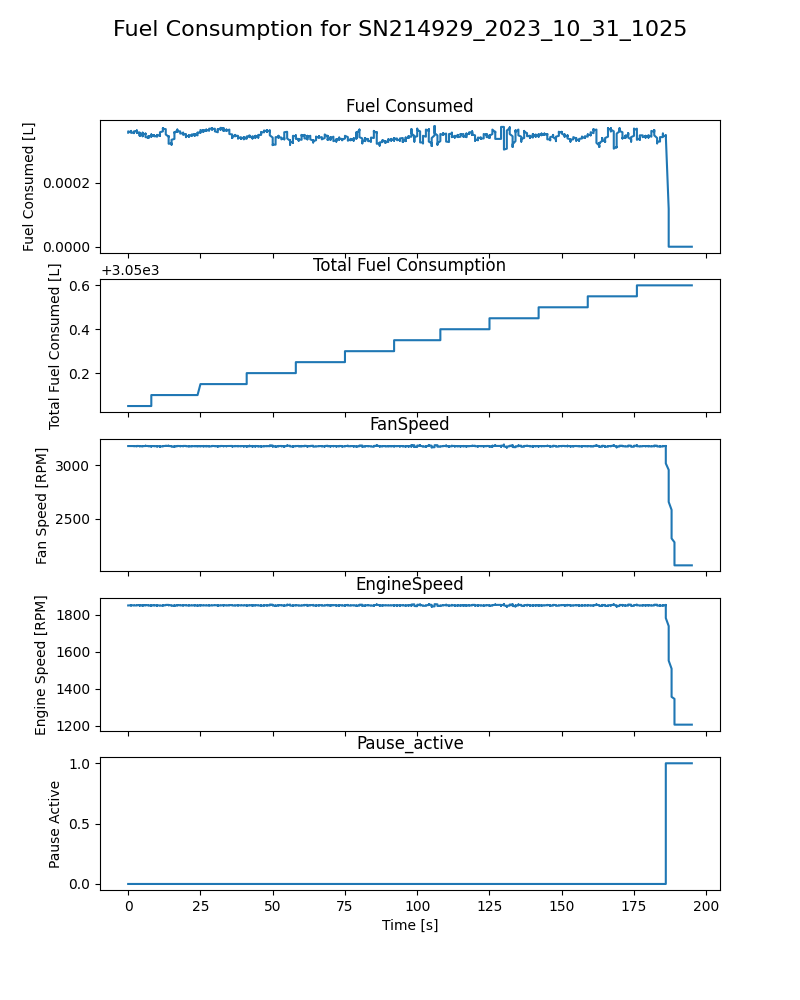 Fuel Consumption for SN214929_2023_10_31_1025
Fuel Consumed
Fuel Consumed [L]
0.0002
0.0000
Total Fuel Consumption
+3.05e3
Total Fuel Consumed [L]
0.6
0.4
0.2
FanSpeed
Fan Speed [RPM]
3000
2500
EngineSpeed
Engine Speed [RPM]
1800
1600
1400
1200
Pause_active
Pause Active
1.0
0.5
0.0
0 25 50 75 100 125 150 175 200
Time [s]